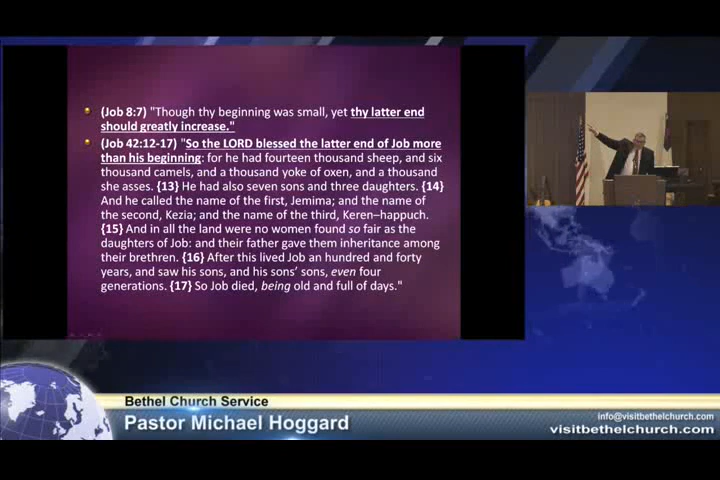 (Job 8:7) "Though thy beginning was small, yet thy latter end
should greatly increase."
(Job 42:12-17) "So the LORD blessed the latter end of Job more
than his beginning: for he had fourteen thousand sheep, and six
thousand camels, and a thousand yoke of oxen, and a thousand
she asses. {13} He had also seven sons and three daughters. {14}
And he called the name of the first, Jemima; and the name of
the second, Kezia; and the name of the third, Keren–happuch.
{15} And in all the land were no women found so fair as the
daughters of Job: and their father gave them inheritance among
their brethren. {16} After this lived Job an hundred and forty
years, and saw his sons, and his sons’ sons, even four
generations. {17} So Job died, being old and full of days."
Bethel Church Service
Pastor Michael Hoggard
info@visitbethelchurch.com
visitbethelchurch.com